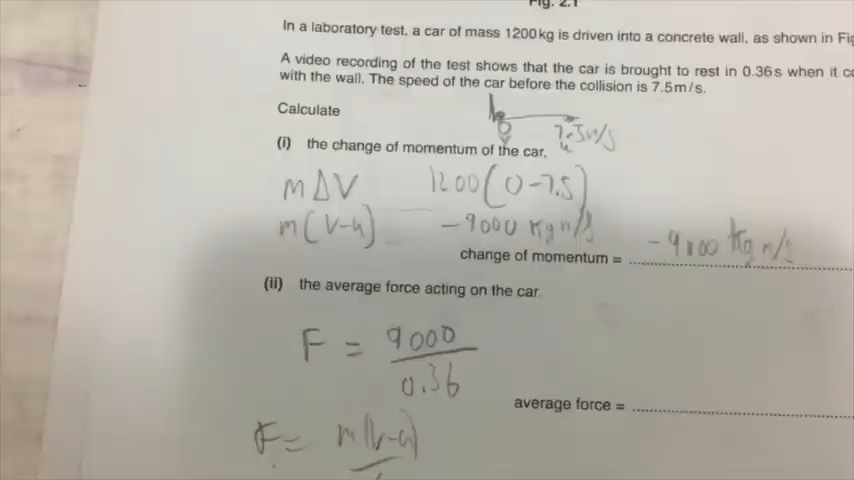 Fig. 2.1
In a laboratory test, a car of mass 1200 kg is driven into a concrete wall, as shown in Fig
A video recording of the test shows that the car is brought to rest in 0.36 s when it co
with the wall. The speed of the car before the collision is 7.5 m/s.
Calculate
7.5 m/s
u
(i) the change of momentum of the car,
mΔV 1200(0-7.5)
m(V-u) -9000 kg m/s
change of momentum = -9000 kg m/s
(ii) the average force acting on the car.
F = 9000
0.36
average force =
F = m(V-u)